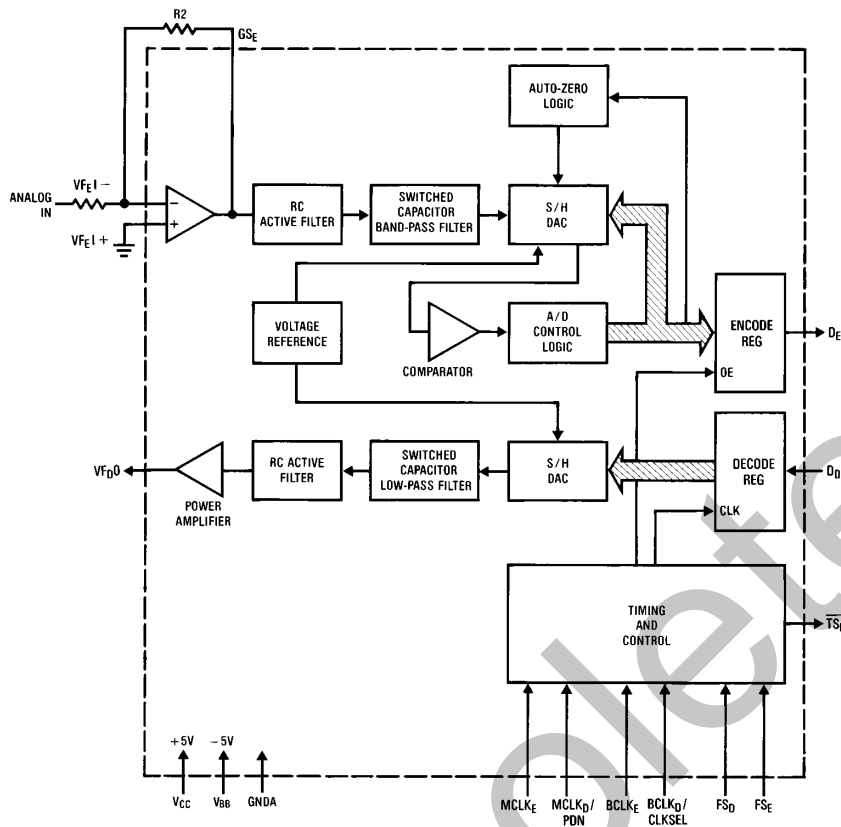 R2
GSE
AUTO-ZERO
LOGIC
VFEI−
ANALOG
IN
−
+
VFEI+
RC
ACTIVE FILTER
SWITCHED
CAPACITOR
BAND-PASS FILTER
S/H
DAC
VOLTAGE
REFERENCE
COMPARATOR
A/D
CONTROL
LOGIC
ENCODE
REG
OE
DE
VFDO
POWER
AMPLIFIER
RC ACTIVE
FILTER
SWITCHED
CAPACITOR
LOW-PASS FILTER
S/H
DAC
DECODE
REG
CLK
DD
TIMING
AND
CONTROL
+5V
−5V
VCC
VBB
GNDA
MCLKE
MCLKD/
PDN
BCLKE
BCLKD/
CLKSEL
FSD
FSE